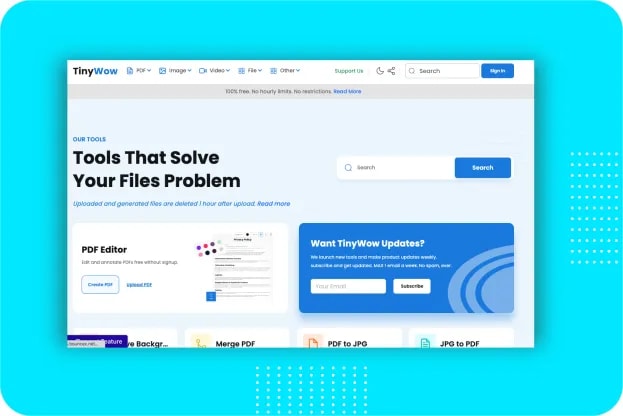 TinyWow PDF Image Video File Other Support Us Search Sign In
100% free. No hourly limits. No restrictions. Read More
OUR TOOLS
Tools That Solve
Your Files Problem
Search Search
Uploaded and generated files are deleted 1 hour after upload. Read more
PDF Editor
Edit and annotate PDFs free without signup.
Create PDF Upload PDF
Privacy Policy
Want TinyWow Updates?
We launch new tools and make product updates weekly,
subscribe and get updates. MAX 1 email a week. No Spam, ever.
Your Email Subscribe
Feature
ve Backgr... Merge PDF PDF to JPG JPG to PDF